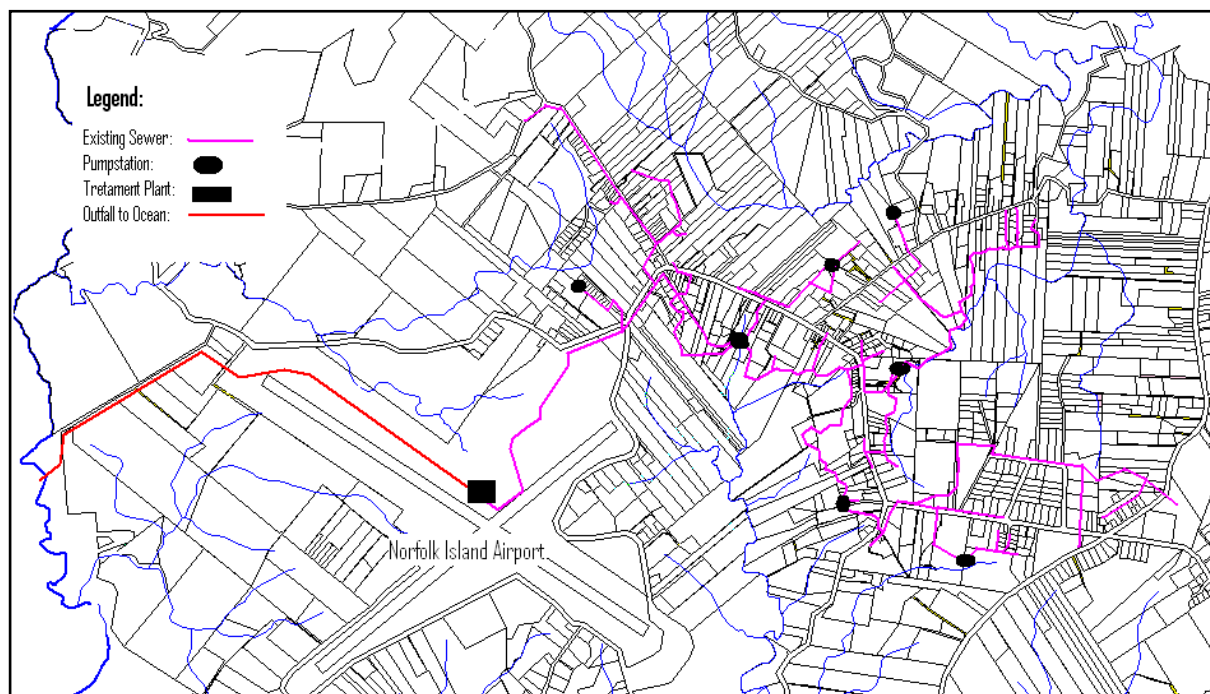 Legend:
Existing Sewer:
Pumpstation:
Tretament Plant:
Outfall to Ocean:
Norfolk Island Airport